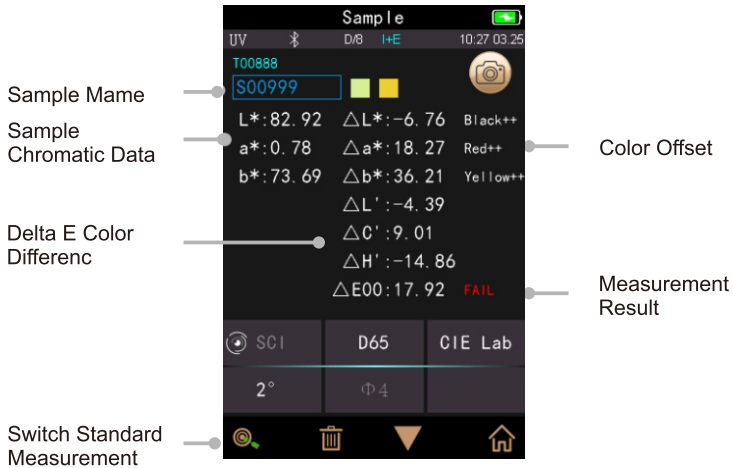 Sample
UV D/8 I+E 10:27 03.25
T00888
S00999
Sample Mame
L*:82.92 △L*:-6.76 Black++
Sample
Chromatic Data
a*:0.78 △a*:18.27 Red++
Color Offset
b*:73.69 △b*:36.21 Yellow++
△L':-4.39
Delta E Color
Differenc
△C':9.01
△H':-14.86
△E00:17.92 FAIL
Measurement
Result
SCI D65 CIE Lab
2° Φ4
Switch Standard
Measurement